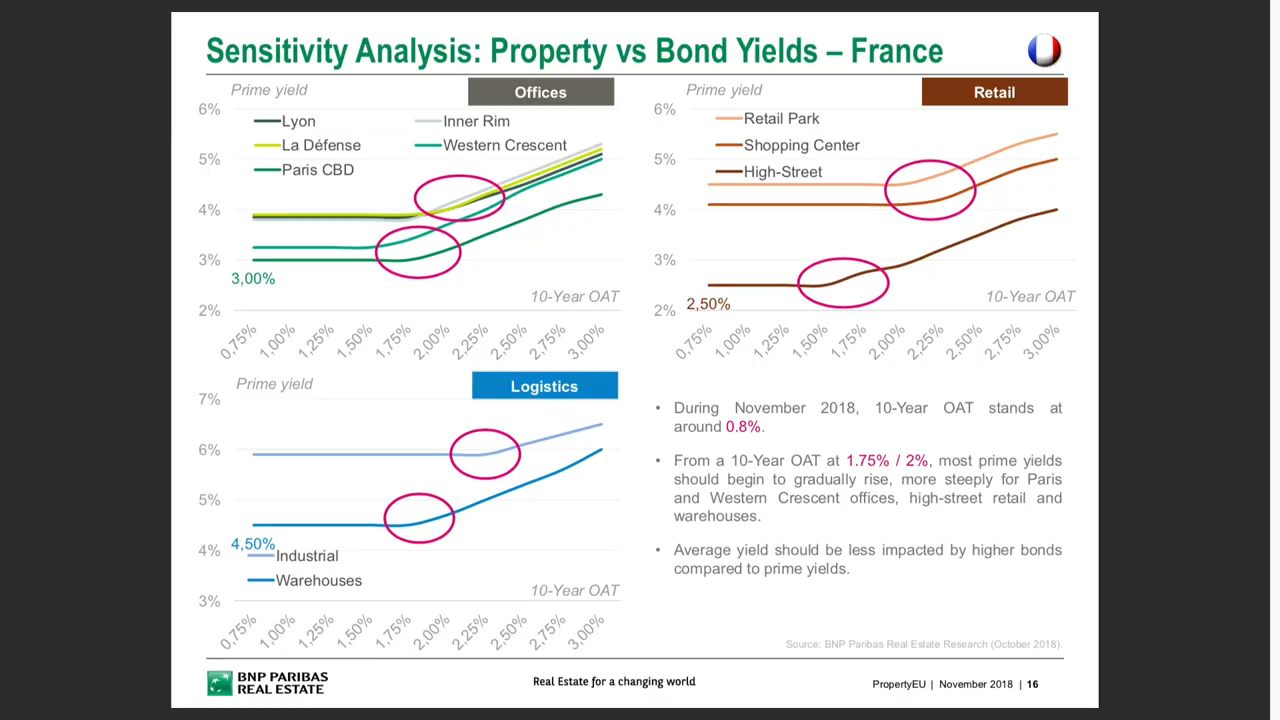 Sensitivity Analysis: Property vs Bond Yields – France
Prime yield
Offices
6%
5%
4%
3%
2%
Lyon
Inner Rim
La Défense
Western Crescent
Paris CBD
3,00%
10-Year OAT
0,75%
1,00%
1,25%
1,50%
1,75%
2,00%
2,25%
2,50%
2,75%
3,00%
Prime yield
Retail
6%
5%
4%
3%
2%
Retail Park
Shopping Center
High-Street
2,50%
10-Year OAT
0,75%
1,00%
1,25%
1,50%
1,75%
2,00%
2,25%
2,50%
2,75%
3,00%
Prime yield
Logistics
7%
6%
5%
4%
3%
4,50%
Industrial
Warehouses
10-Year OAT
0,75%
1,00%
1,25%
1,50%
1,75%
2,00%
2,25%
2,50%
2,75%
3,00%
• During November 2018, 10-Year OAT stands at
around 0.8%.
• From a 10-Year OAT at 1.75% / 2%, most prime yields
should begin to gradually rise, more steeply for Paris
and Western Crescent offices, high-street retail and
warehouses.
• Average yield should be less impacted by higher bonds
compared to prime yields.
Source: BNP Paribas Real Estate Research (October 2018).
BNP PARIBAS
REAL ESTATE
Real Estate for a changing world
PropertyEU | November 2018 | 16